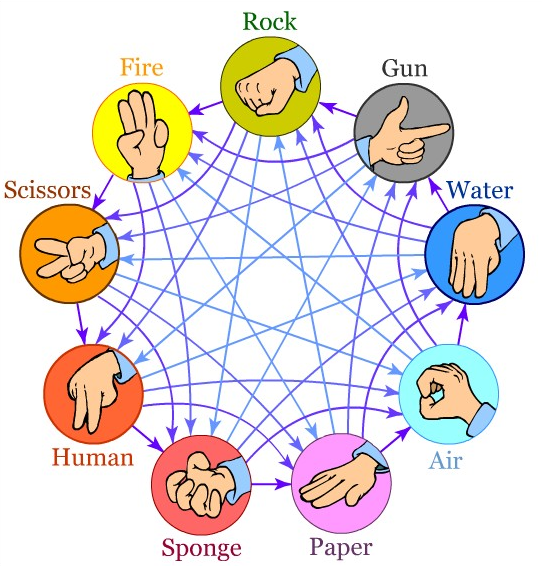 Rock
Fire
Gun
Scissors
Water
Human
Air
Sponge
Paper